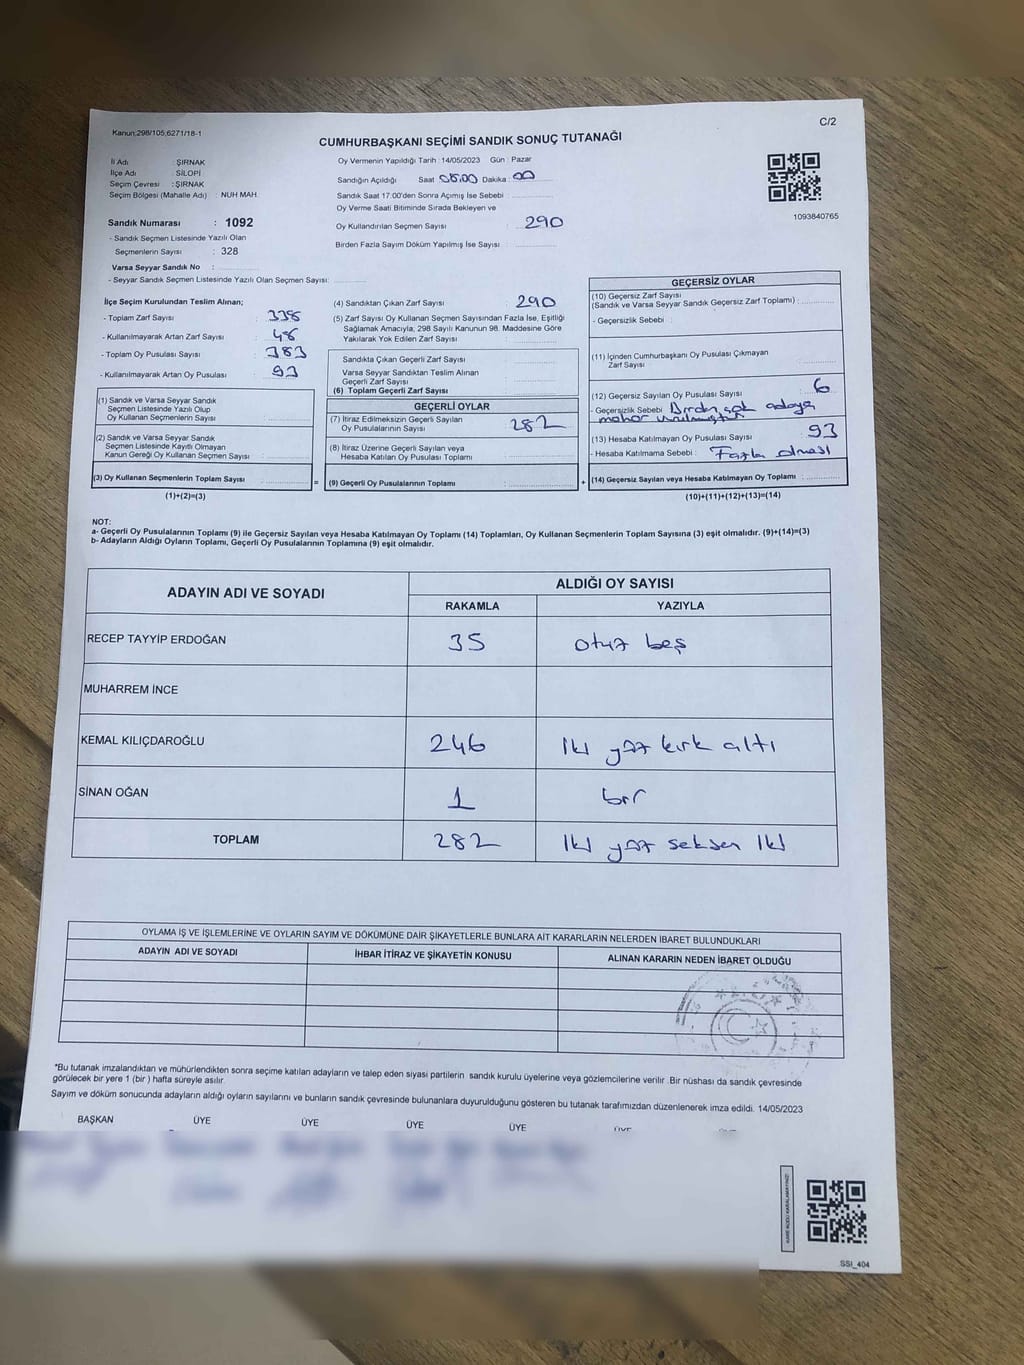 Kanun:298/105;6271/18-1
C/2
CUMHURBAŞKANI SEÇİMİ SANDIK SONUÇ TUTANAĞI
İl Adı : ŞIRNAK
İlçe Adı : SİLOPİ
Seçim Çevresi : ŞIRNAK
Seçim Bölgesi (Mahalle Adı) : NUH MAH.
Sandık Numarası : 1092
- Sandık Seçmen Listesinde Yazılı Olan
Seçmenlerin Sayısı : 328
Varsa Seyyar Sandık No :
- Seyyar Sandık Seçmen Listesinde Yazılı Olan Seçmen Sayısı:
Oy Vermenin Yapıldığı Tarih : 14/05/2023 Gün : Pazar
Sandığın Açıldığı Saat 08.00 Dakika : 00
Sandık Saat 17.00'den Sonra Açımış İse Sebebi :
Oy Verme Saati Bitiminde Sırada Bekleyen ve
Oy Kullandırılan Seçmen Sayısı : 290
Birden Fazla Sayım Döküm Yapılmış İse Sayısı :
1093840765
İlçe Seçim Kurulundan Teslim Alınan;
- Toplam Zarf Sayısı : 338
- Kullanılmayarak Artan Zarf Sayısı : 48
- Toplam Oy Pusulası Sayısı : 383
- Kullanılmayarak Artan Oy Pusulası : 93
(1) Sandık ve Varsa Seyyar Sandık
Seçmen Listesinde Yazılı Olup
Oy Kullanan Seçmenlerin Sayısı :
(2) Sandık ve Varsa Seyyar Sandık
Seçmen Listesinde Kayıtlı Olmayan
Kanun Gereği Oy Kullanan Seçmen Sayısı :
(3) Oy Kullanan Seçmenlerin Toplam Sayısı :
(1)+(2)=(3)
(4) Sandıktan Çıkan Zarf Sayısı : 290
(5) Zarf Sayısı Oy Kullanan Seçmen Sayısından Fazla İse, Eşitliği
Sağlamak Amacıyla, 298 Sayılı Kanunun 98. Maddesine Göre
Yakılarak Yok Edilen Zarf Sayısı :
Sandıkta Çıkan Geçerli Zarf Sayısı :
Varsa Seyyar Sandıktan Teslim Alınan
Geçerli Zarf Sayısı :
(6) Toplam Geçerli Zarf Sayısı :
GEÇERLİ OYLAR
(7) İtiraz Edilmeksizin Geçerli Sayılan
Oy Pusulalarının Sayısı : 282
(8) İtiraz Üzerine Geçerli Sayılan veya
Hesaba Katılan Oy Pusulası Toplamı :
= (9) Geçerli Oy Pusulalarının Toplamı :
GEÇERSİZ OYLAR
(10) Geçersiz Zarf Sayısı
(Sandık ve Varsa Seyyar Sandık Geçersiz Zarf Toplamı) :
- Geçersizlik Sebebi :
(11) İçinden Cumhurbaşkanı Oy Pusulası Çıkmayan
Zarf Sayısı :
(12) Geçersiz Sayılan Oy Pusulası Sayısı : 6
- Geçersizlik Sebebi : Birden çok adaya
mühür vurulmuştur
(13) Hesaba Katılmayan Oy Pusulası Sayısı : 93
- Hesaba Katılmama Sebebi : Fazla olması
+ (14) Geçersiz Sayılan veya Hesaba Katılmayan Oy Toplamı :
(10)+(11)+(12)+(13)=(14)
NOT:
a- Geçerli Oy Pusulalarının Toplamı (9) ile Geçersiz Sayılan veya Hesaba Katılmayan Oy Toplamı (14) Toplamları, Oy Kullanan Seçmenlerin Toplam Sayısına (3) eşit olmalıdır. (9)+(14)=(3)
b- Adayların Aldığı Oyların Toplamı, Geçerli Oy Pusulalarının Toplamına (9) eşit olmalıdır.
ADAYIN ADI VE SOYADI ALDIĞI OY SAYISI
RAKAMLA YAZIYLA
RECEP TAYYİP ERDOĞAN 35 otuz beş
MUHARREM İNCE
KEMAL KILIÇDAROĞLU 246 iki yüz kırk altı
SİNAN OĞAN 1 bir
TOPLAM 282 iki yüz seksen iki
OYLAMA İŞ VE İŞLEMLERİNE VE OYLARIN SAYIM VE DÖKÜMÜNE DAİR ŞİKAYETLERLE BUNLARA AİT KARARLARIN NELERDEN İBARET BULUNDUKLARI
ADAYIN ADI VE SOYADI İHBAR İTİRAZ VE ŞİKAYETİN KONUSU ALINAN KARARIN NEDEN İBARET OLDUĞU
*Bu tutanak imzalandıktan ve mühürlendikten sonra seçime katılan adayların ve talep eden siyasi partilerin sandık kurulu üyelerine veya gözlemcilerine verilir .Bir nüshası da sandık çevresinde
görülecek bir yere 1 (bir ) hafta süreyle asılır.
Sayım ve döküm sonucunda adayların aldığı oyların sayılarını ve bunların sandık çevresinde bulunanlara duyurulduğunu gösteren bu tutanak tarafımızdan düzenlenerek imza edildi. 14/05/2023
BAŞKAN ÜYE ÜYE ÜYE ÜYE ÜYE
SSI_404